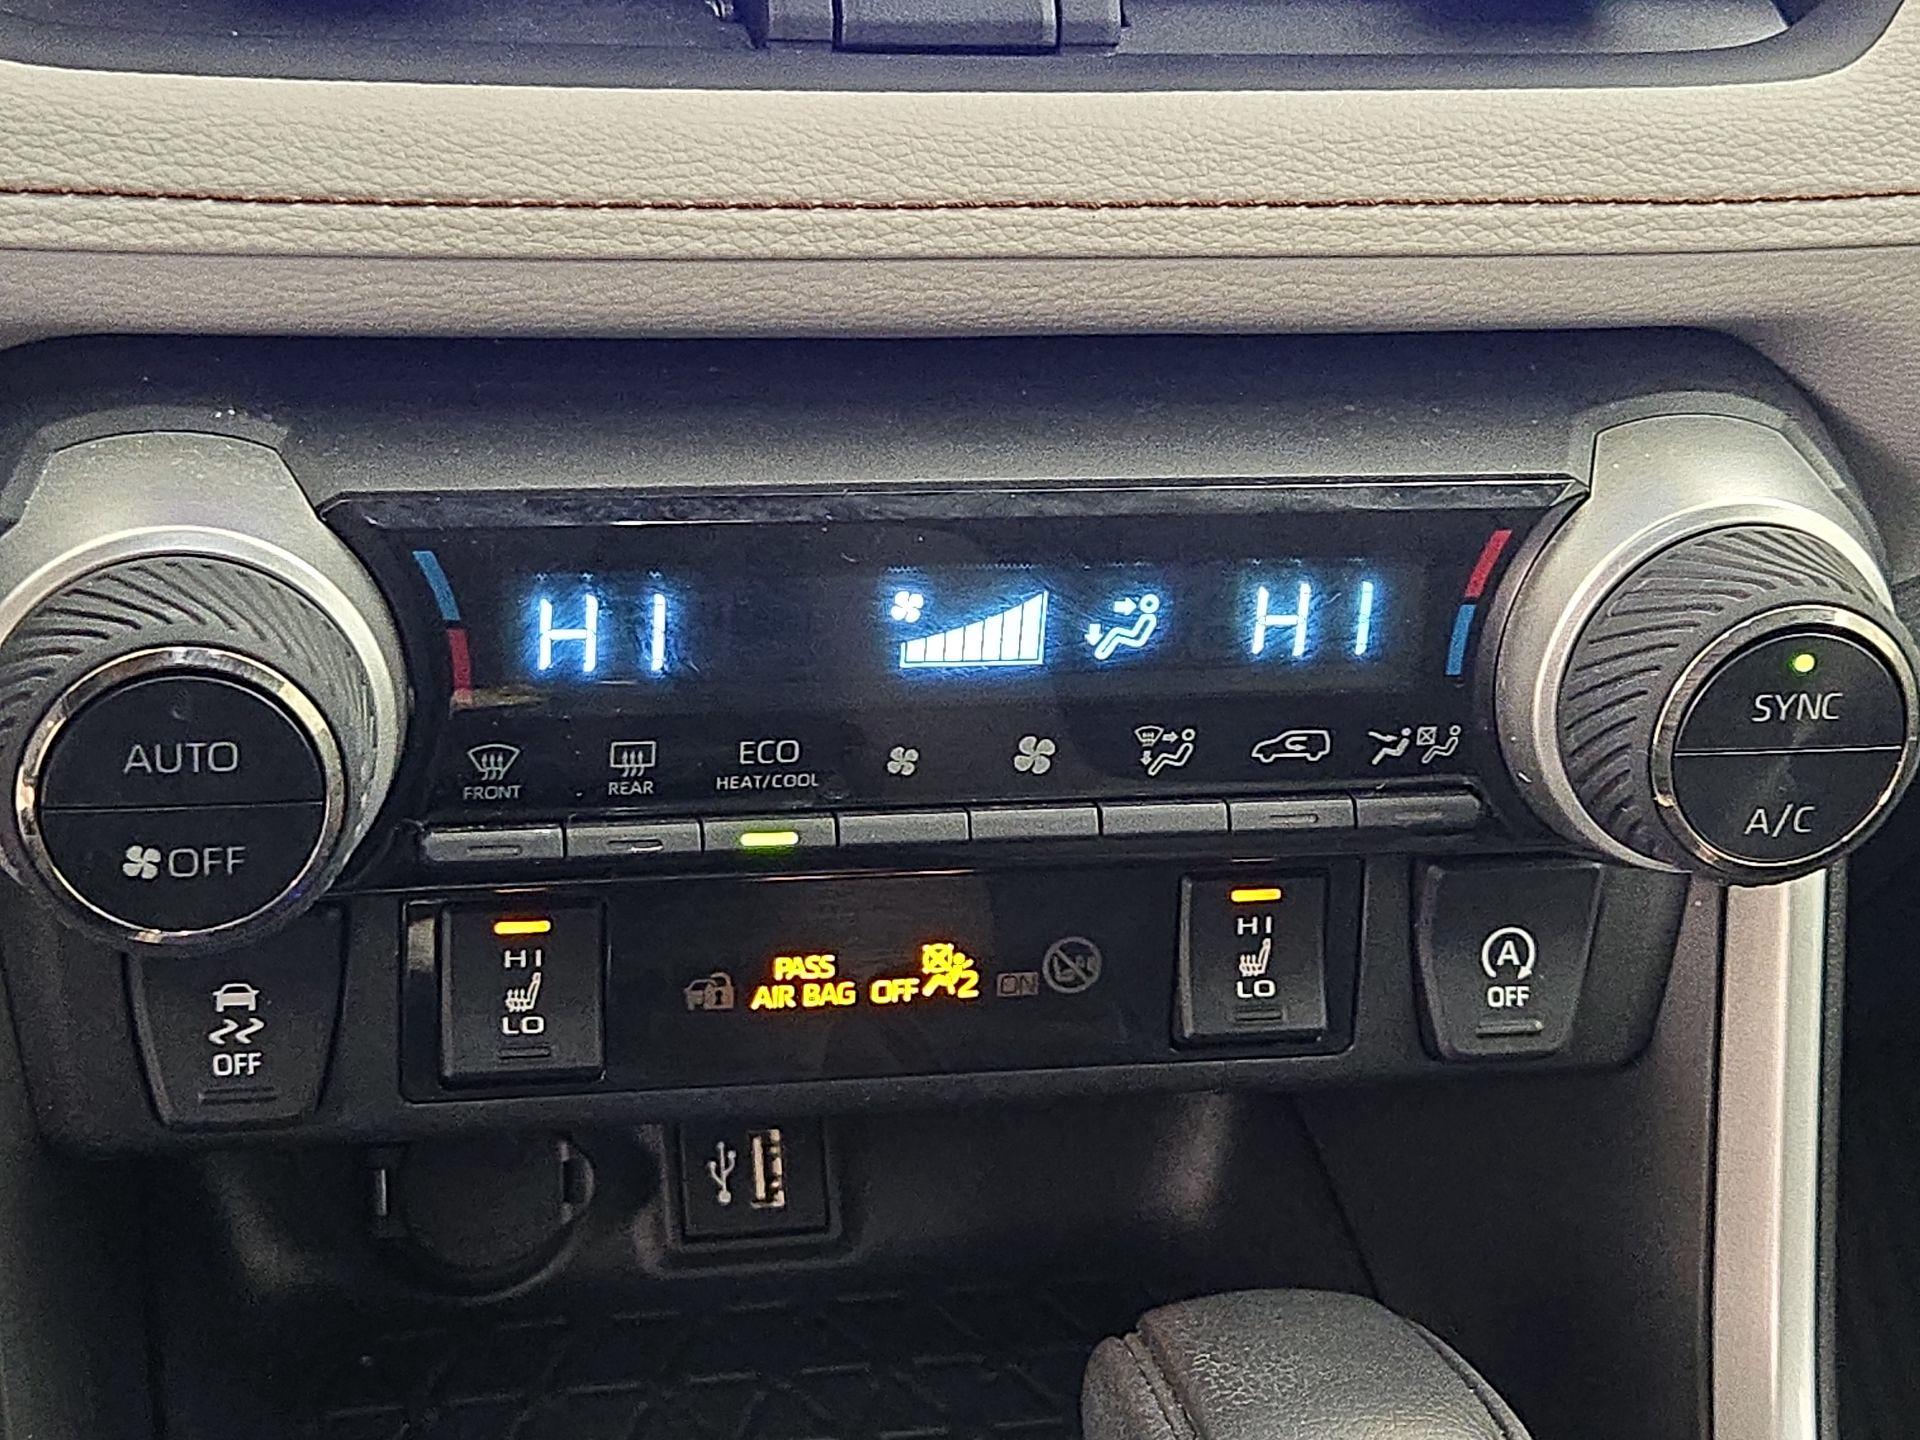 HI HI
SYNC
A/C
AUTO
OFF
FRONT
REAR
ECO
HEAT/COOL
HI
LO
PASS
AIR BAG OFF 2
ON
HI
LO
A
OFF
OFF